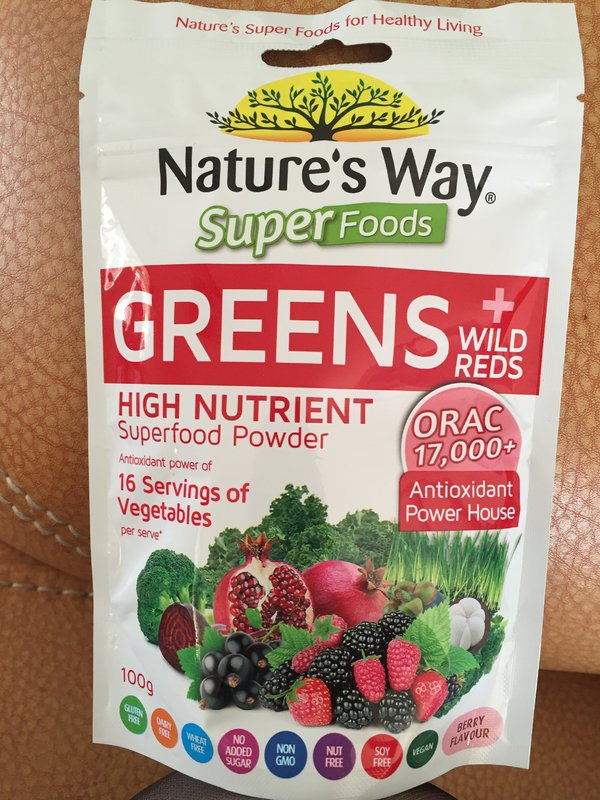 Nature's Super Foods for Healthy Living
Nature's Way®
Super Foods
GREENS +
WILD
REDS
HIGH NUTRIENT
Superfood Powder
ORAC
17,000+
Antioxidant
Power House
Antioxidant power of
16 Servings of
Vegetables
per serve*
100g
GLUTEN
FREE
DAIRY
FREE
WHEAT
FREE
NO
ADDED
SUGAR
NON
GMO
NUT
FREE
SOY
FREE
VEGAN
BERRY
FLAVOUR